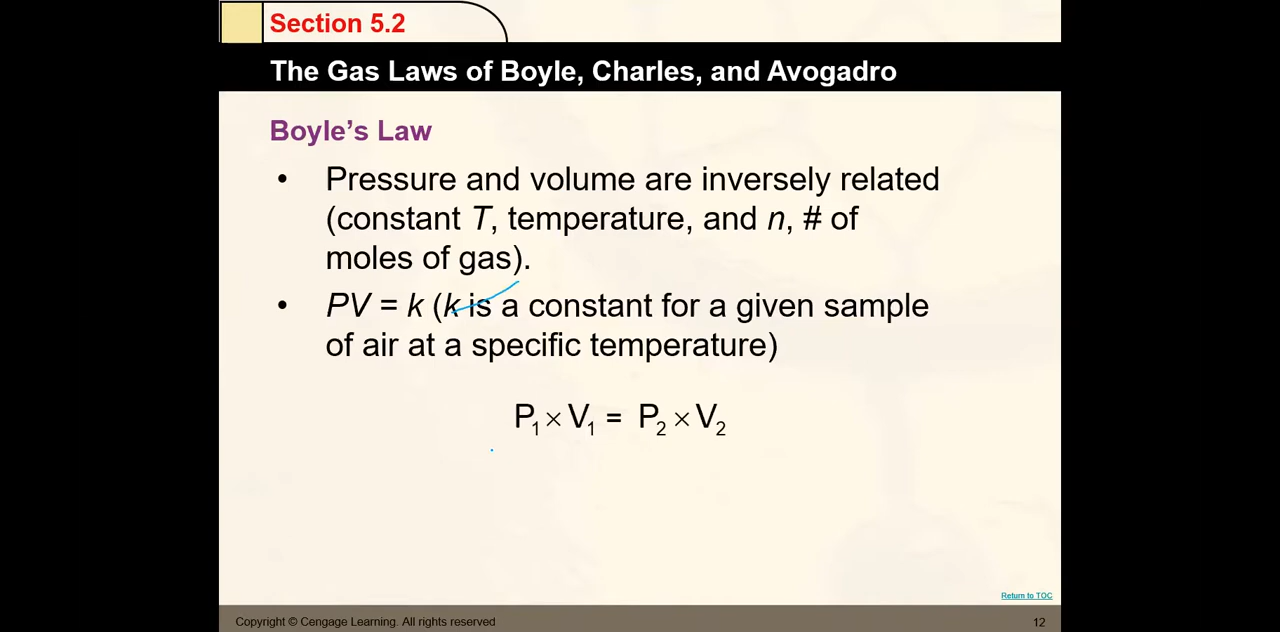 Section 5.2
The Gas Laws of Boyle, Charles, and Avogadro
Boyle’s Law
• Pressure and volume are inversely related
(constant T, temperature, and n, # of
moles of gas).
• PV = k (k is a constant for a given sample
of air at a specific temperature)
P₁ × V₁ = P₂ × V₂
Return to TOC
Copyright © Cengage Learning. All rights reserved 12